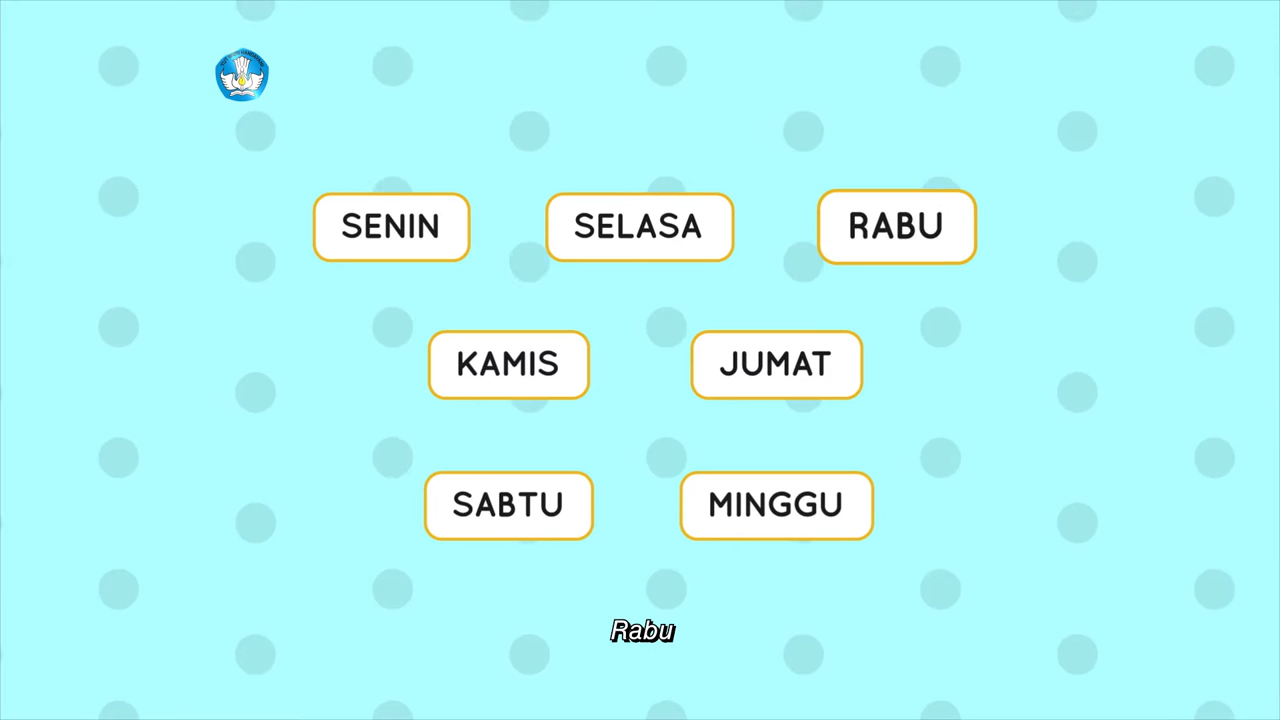 SENIN SELASA RABU
KAMIS JUMAT
SABTU MINGGU
Rabu